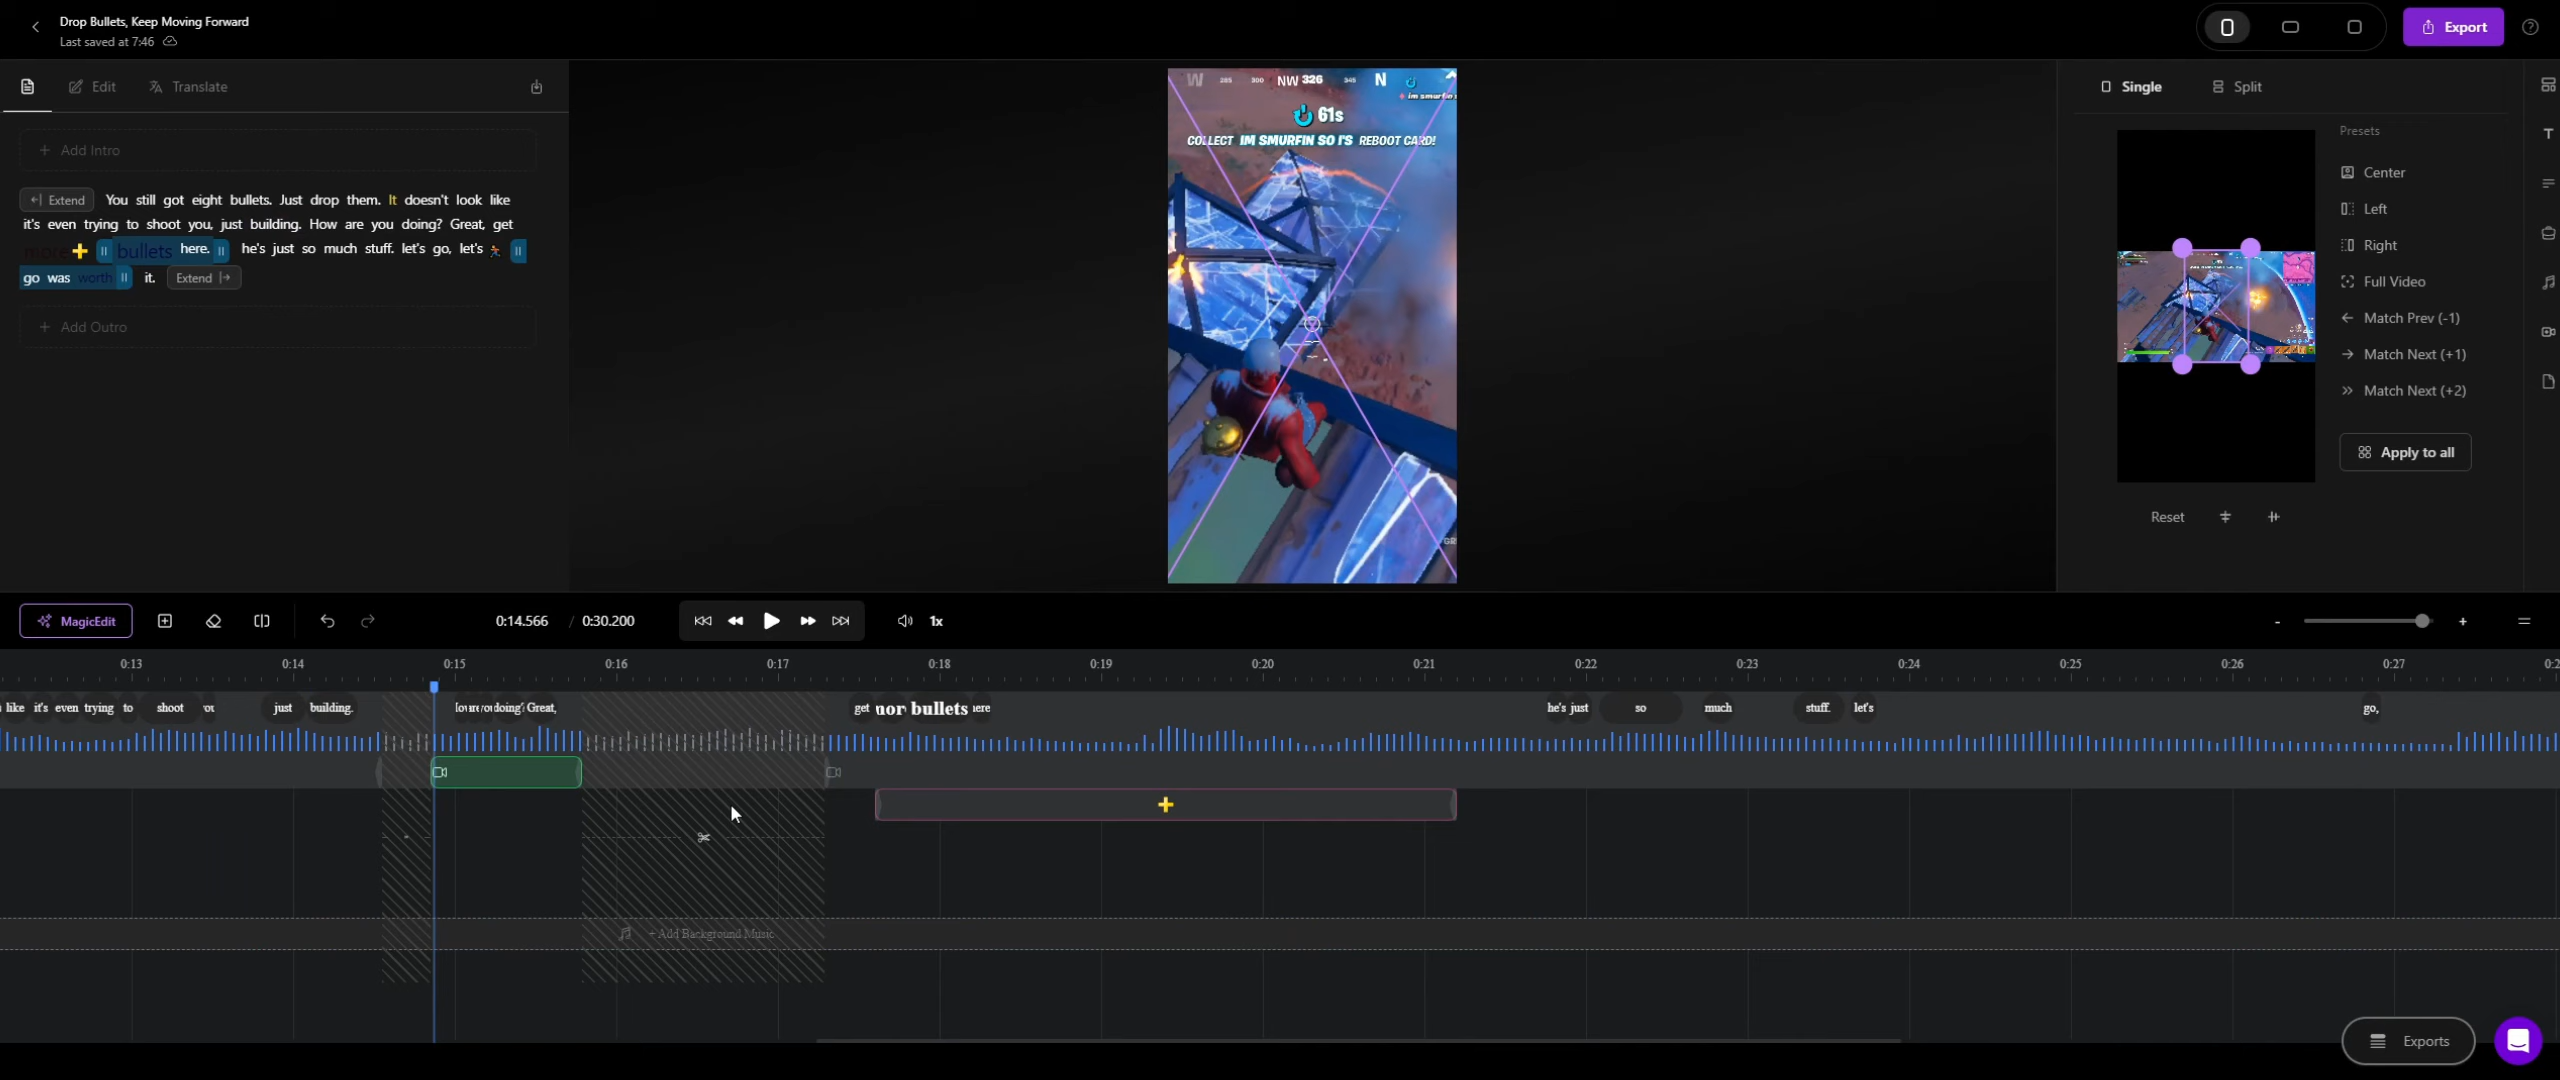 Drop Bullets, Keep Moving Forward
Last saved at 7:46
Export
Edit
Translate
+ Add Intro
Extend You still got eight bullets. Just drop them. It doesn't look like
it's even trying to shoot you, just building. How are you doing? Great, get
more bullets here. he's just so much stuff. let's go, let's
go was worth it. Extend
+ Add Outro
W 285 300 NW 326 345 N
61s
COLLECT IM SMURFIN SO I'S REBOOT CARD!
Single
Split
Presets
Center
Left
Right
Full Video
Match Prev (-1)
Match Next (+1)
Match Next (+2)
Apply to all
Reset
MagicEdit
0:14.566 / 0:30.200
1x
- +
0:13 0:14 0:15 0:16 0:17 0:18 0:19 0:20 0:21 0:22 0:23 0:24 0:25 0:26 0:27
like it's even trying to shoot just building. doing? Great, get bullets he's just so much stuff. let's go,
+ Add Background Music
Exports